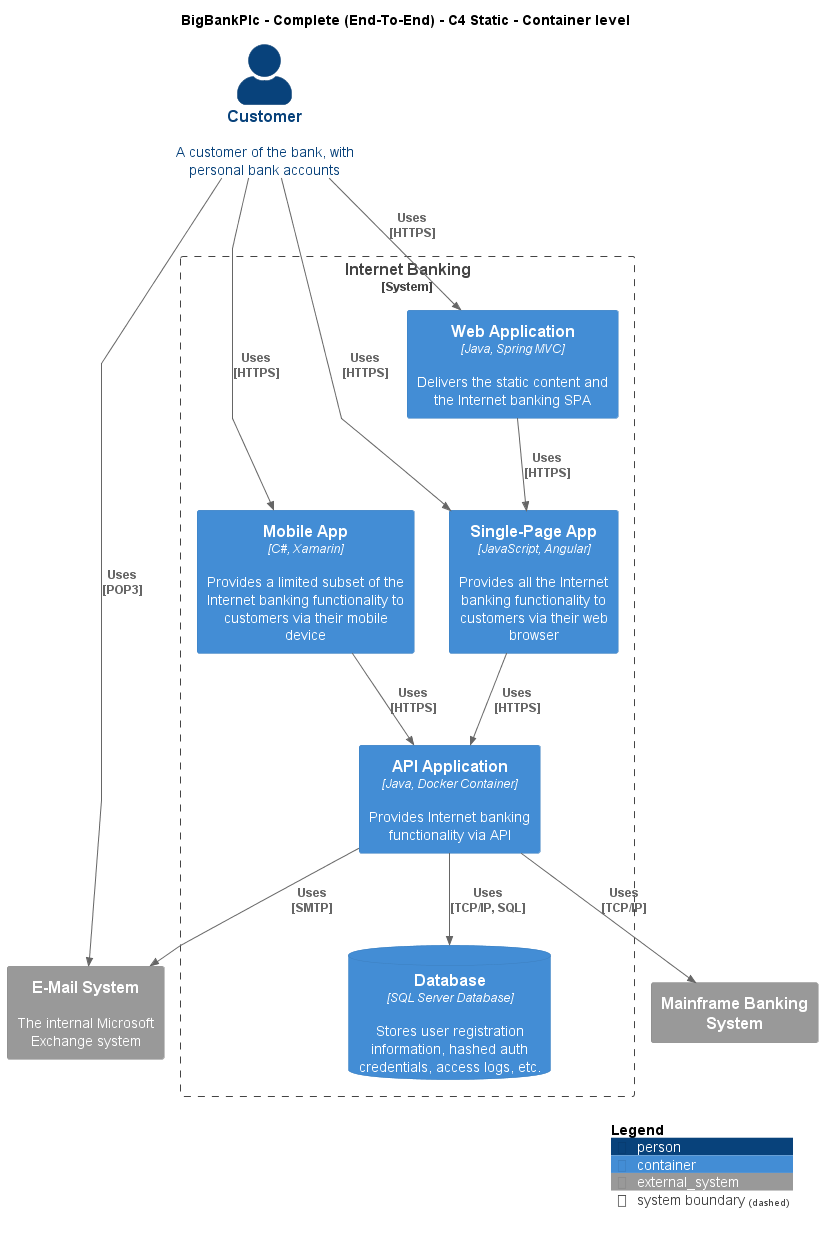 BigBankPlc - Complete (End-To-End) - C4 Static - Container level
Customer
A customer of the bank, with
personal bank accounts
Uses
[HTTPS]
Internet Banking
[System]
Web Application
[Java, Spring MVC]
Delivers the static content and
the Internet banking SPA
Uses
[HTTPS]
Uses
[HTTPS]
Uses
[HTTPS]
Mobile App
[C#, Xamarin]
Provides a limited subset of the
Internet banking functionality to
customers via their mobile
device
Single-Page App
[JavaScript, Angular]
Provides all the Internet
banking functionality to
customers via their web
browser
Uses
[POP3]
Uses
[HTTPS]
Uses
[HTTPS]
API Application
[Java, Docker Container]
Provides Internet banking
functionality via API
Uses
[SMTP]
Uses
[TCP/IP, SQL]
Uses
[TCP/IP]
E-Mail System
The internal Microsoft
Exchange system
Database
[SQL Server Database]
Stores user registration
information, hashed auth
credentials, access logs, etc.
Mainframe Banking
System
Legend
person
container
external_system
system boundary (dashed)